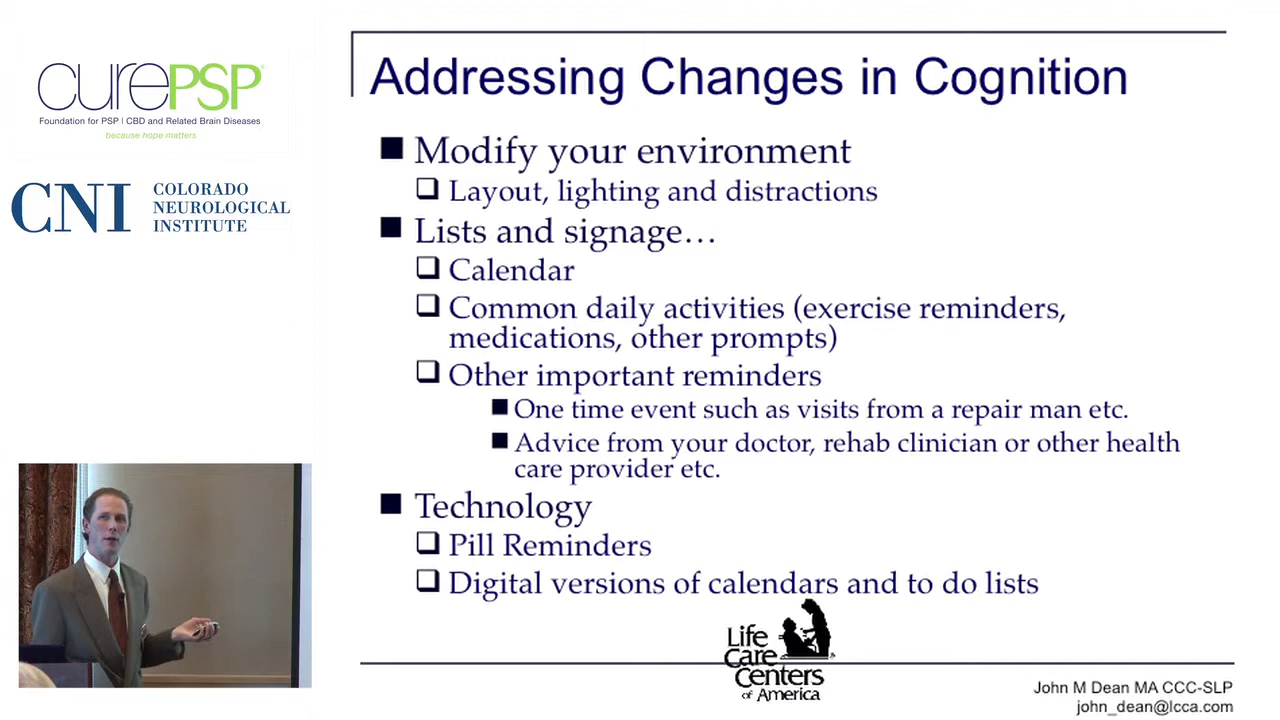 curePSP
Foundation for PSP | CBD and Related Brain Diseases
because hope matters
CNI
COLORADO
NEUROLOGICAL
INSTITUTE
Addressing Changes in Cognition
Modify your environment
Layout, lighting and distractions
Lists and signage…
Calendar
Common daily activities (exercise reminders,
medications, other prompts)
Other important reminders
One time event such as visits from a repair man etc.
Advice from your doctor, rehab clinician or other health
care provider etc.
Technology
Pill Reminders
Digital versions of calendars and to do lists
Life
Care
Centers
of America
John M Dean MA CCC-SLP
john_dean@lcca.com